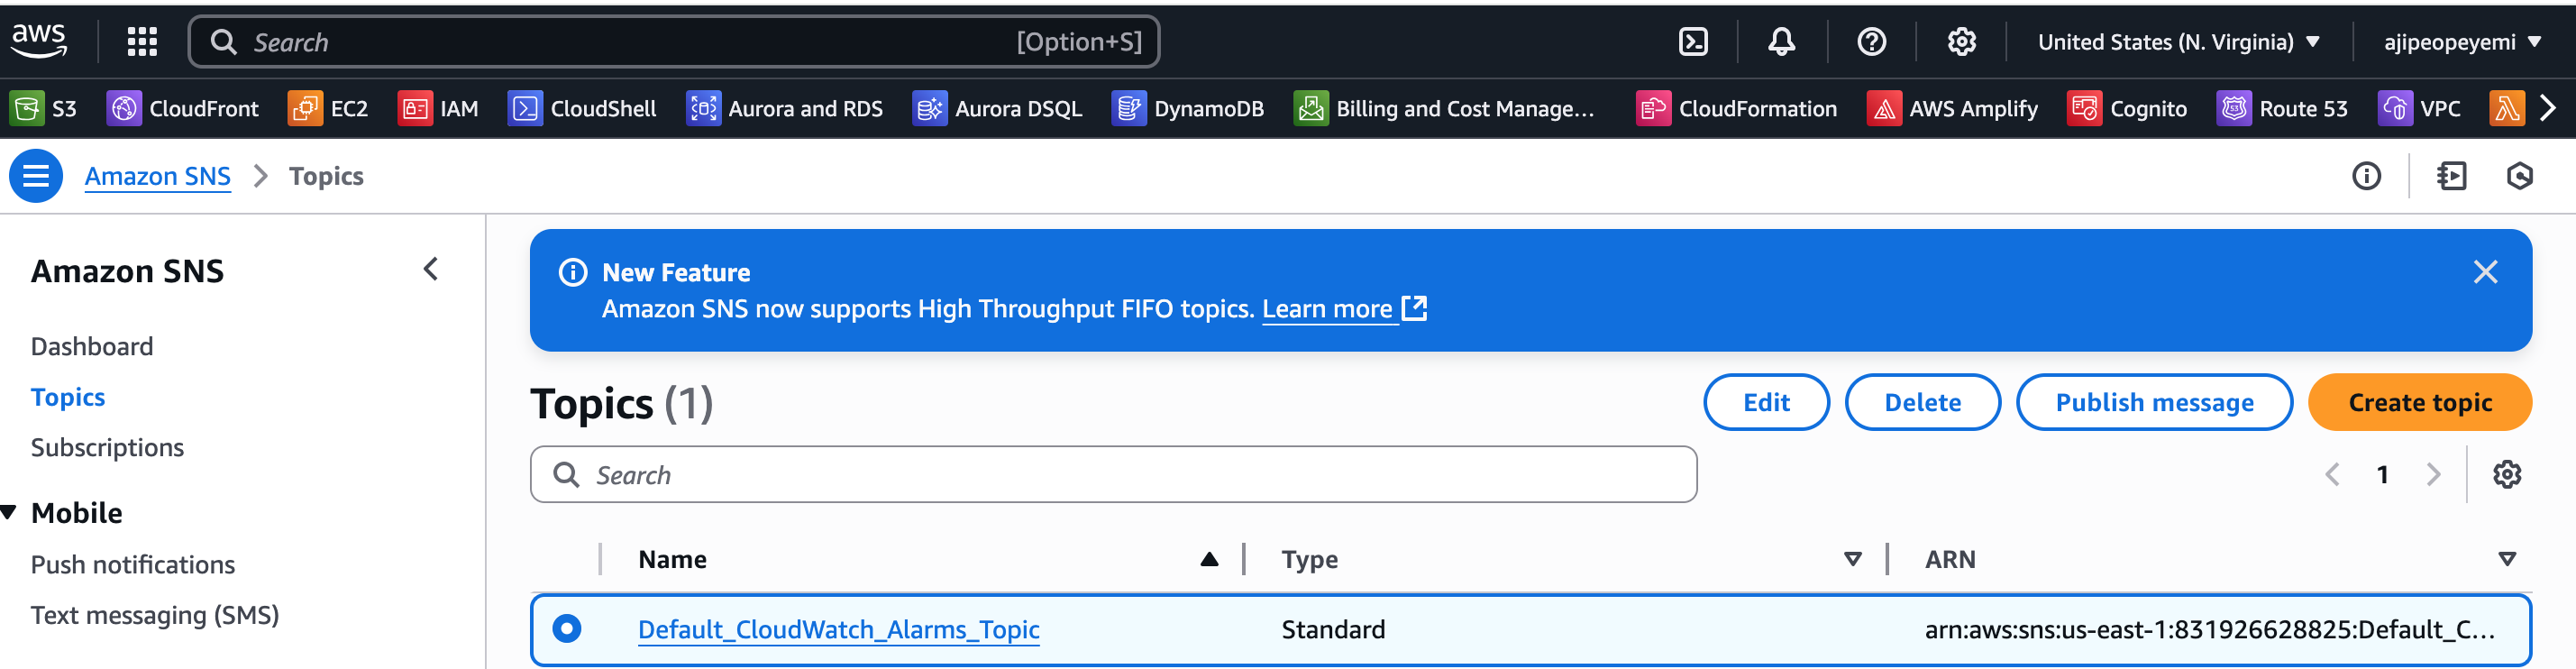 aws
Search [Option+S] United States (N. Virginia) ajipeopeyemi
S3 CloudFront EC2 IAM CloudShell Aurora and RDS Aurora DSQL DynamoDB Billing and Cost Manage... CloudFormation AWS Amplify Cognito Route 53 VPC
Amazon SNS Topics
Amazon SNS
Dashboard
Topics
Subscriptions
Mobile
Push notifications
Text messaging (SMS)
New Feature
Amazon SNS now supports High Throughput FIFO topics. Learn more
Topics (1)
Edit Delete Publish message Create topic
Search 1
Name Type ARN
Default_CloudWatch_Alarms_Topic Standard arn:aws:sns:us-east-1:831926628825:Default_C...